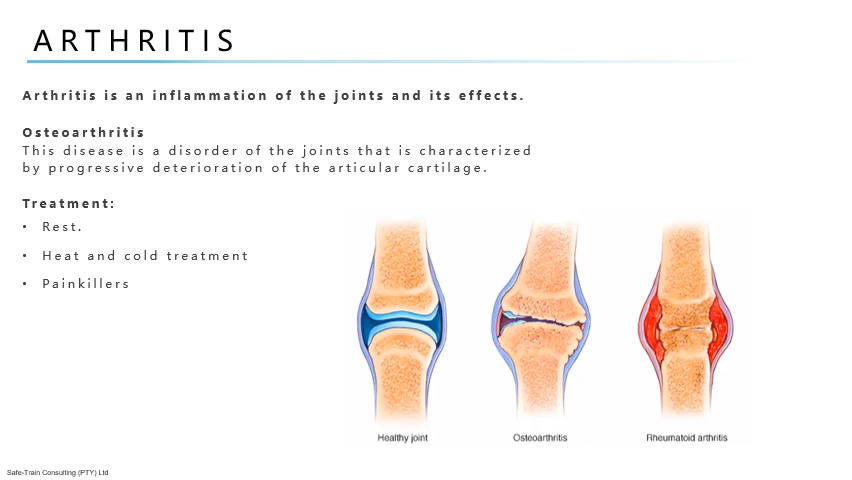 ARTHRITIS
Arthritis is an inflammation of the joints and its effects.
Osteoarthritis
This disease is a disorder of the joints that is characterized
by progressive deterioration of the articular cartilage.
Treatment:
• Rest.
• Heat and cold treatment
• Painkillers
Healthy joint
Osteoarthritis
Rheumatoid arthritis
Safe-Train Consulting (PTY) Ltd